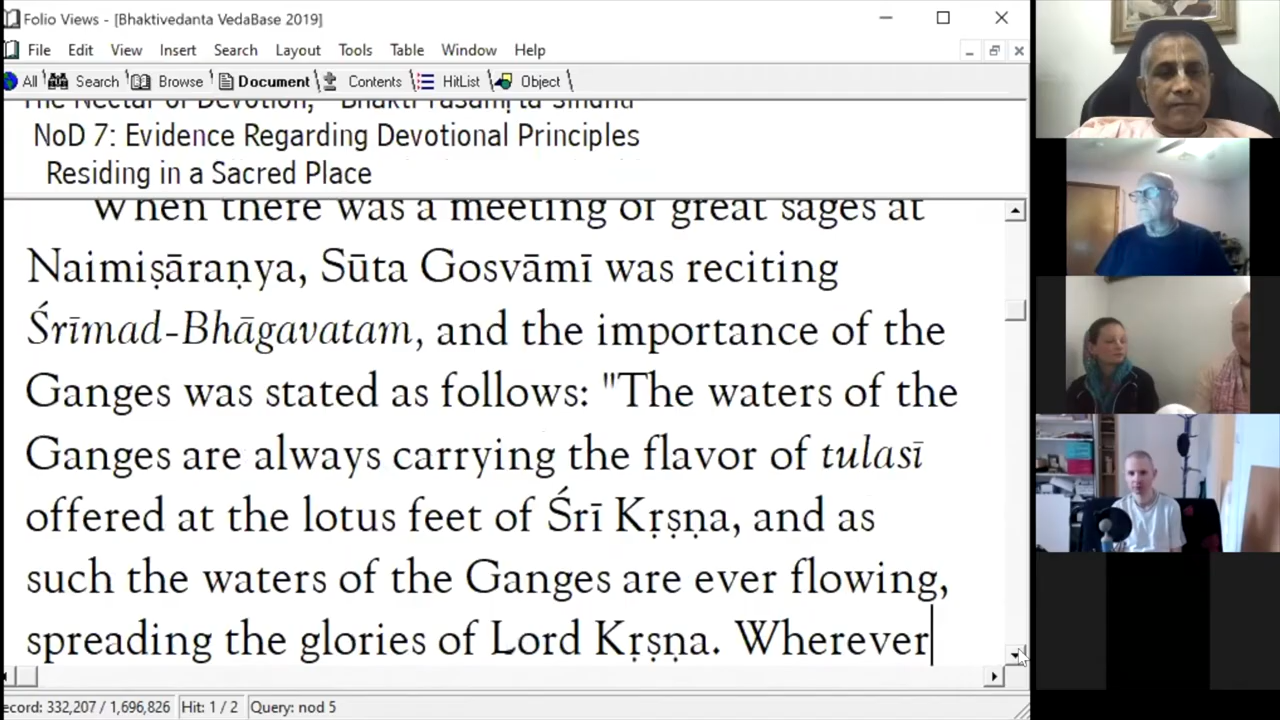 Folio Views - [Bhaktivedanta VedaBase 2019]
File Edit View Insert Search Layout Tools Table Window Help
All Search Browse Document Contents HitList Object
The Nectar of Devotion,
NoD 7: Evidence Regarding Devotional Principles
Residing in a Sacred Place
When there was a meeting of great sages at
Naimiṣāraṇya, Sūta Gosvāmī was reciting
Śrīmad-Bhāgavatam, and the importance of the
Ganges was stated as follows: "The waters of the
Ganges are always carrying the flavor of tulasī
offered at the lotus feet of Śrī Kṛṣṇa, and as
such the waters of the Ganges are ever flowing,
spreading the glories of Lord Kṛṣṇa. Wherever
ecord: 332,207 / 1,696,826 Hit: 1 / 2 Query: nod 5